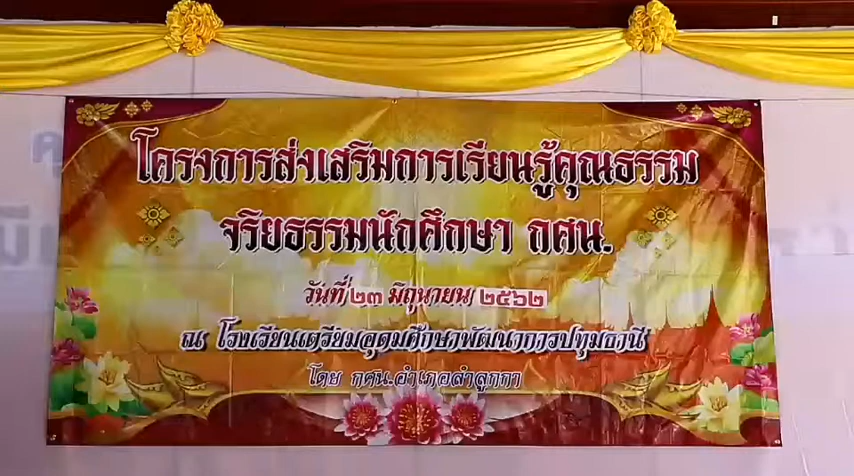 โครงการส่งเสริมการเรียนรู้คุณธรรม
จริยธรรมนักศึกษา กศน.
วันที่ ๒๓ มิถุนายน ๒๕๖๒
ณ โรงเรียนเตรียมอุดมศึกษาพัฒนาการปทุมธานี
โดย กศน.อำเภอลำลูกกา